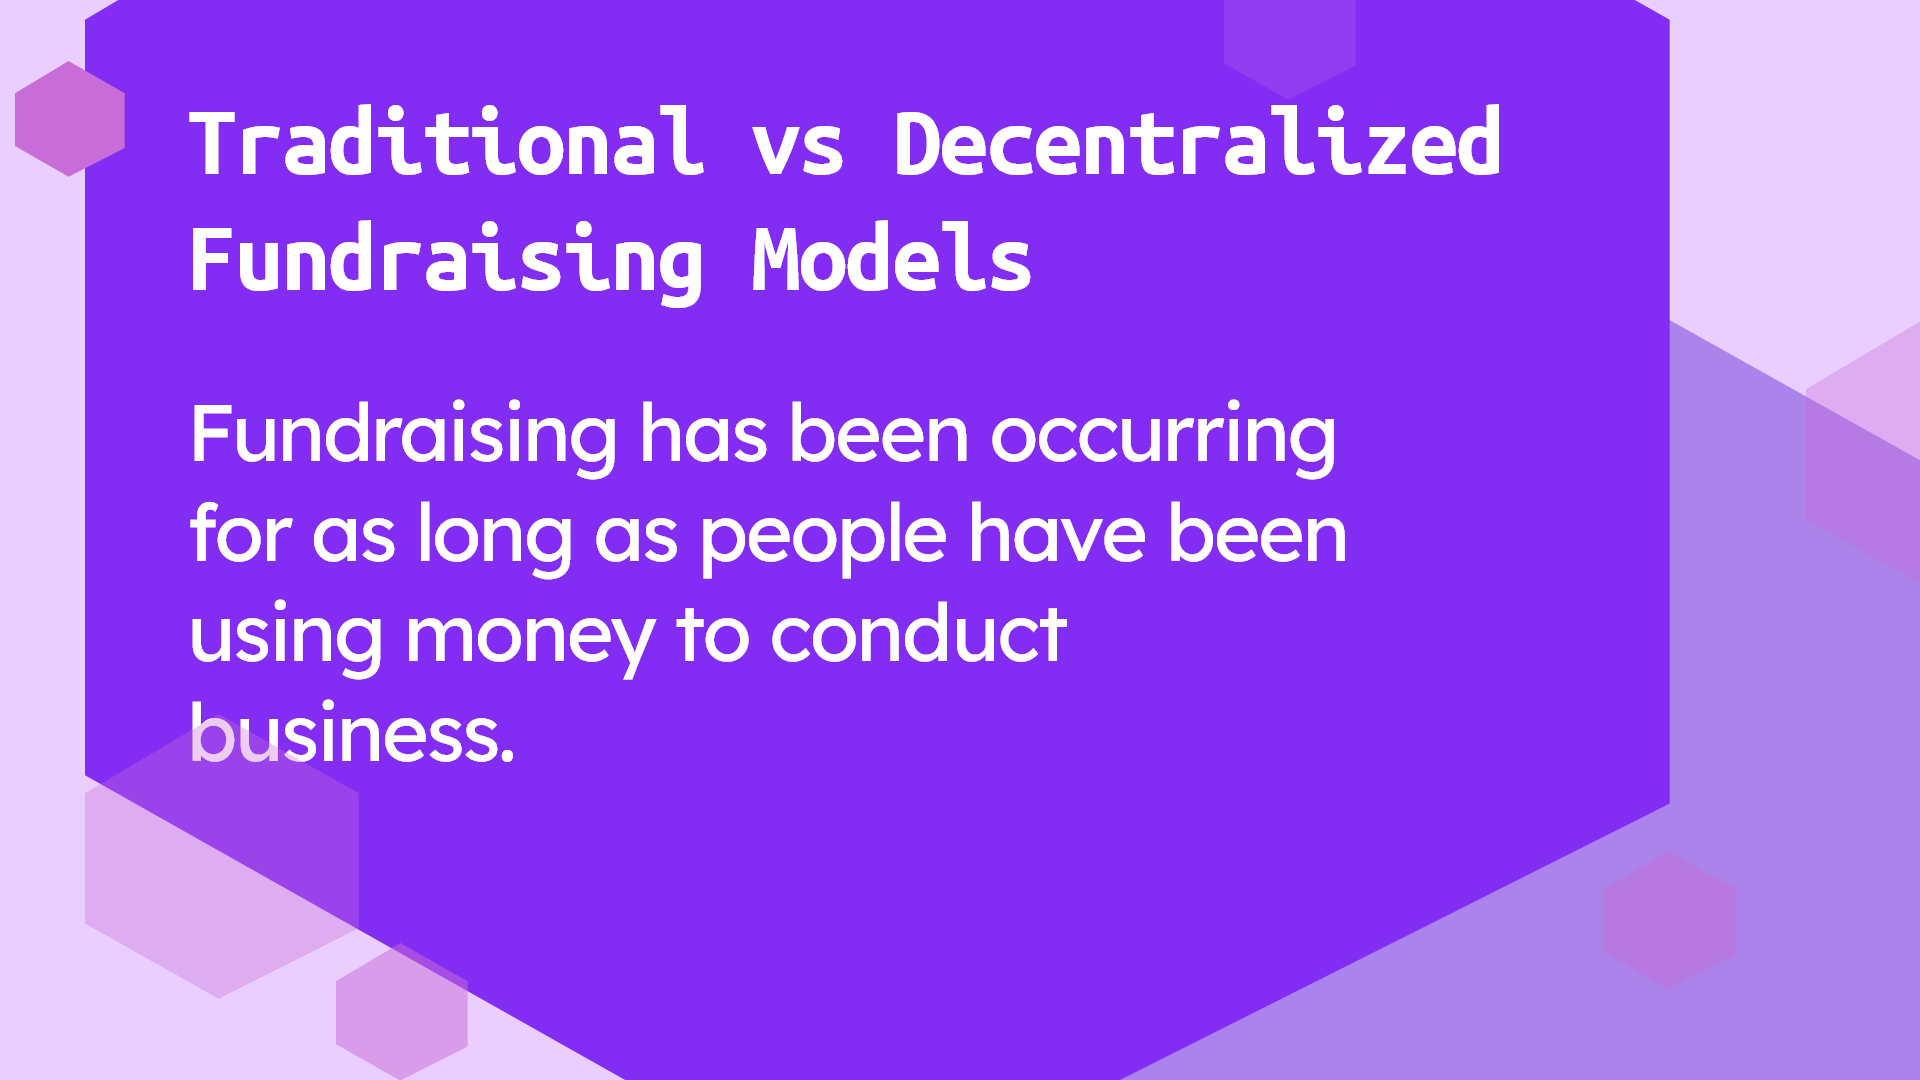 Traditional vs Decentralized
Fundraising Models
Fundraising has been occurring
for as long as people have been
using money to conduct
business.